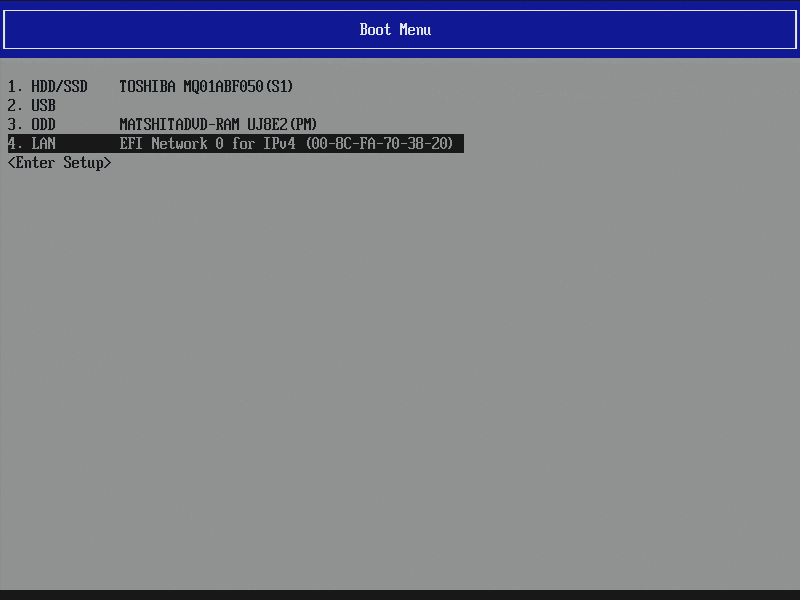 Boot Menu
1. HDD/SSD    TOSHIBA MQ01ABF050(S1)
2. USB
3. ODD        MATSHITADVD-RAM UJ8E2(PM)
4. LAN        EFI Network 0 for IPv4 (00-8C-FA-70-38-20)
<Enter Setup>